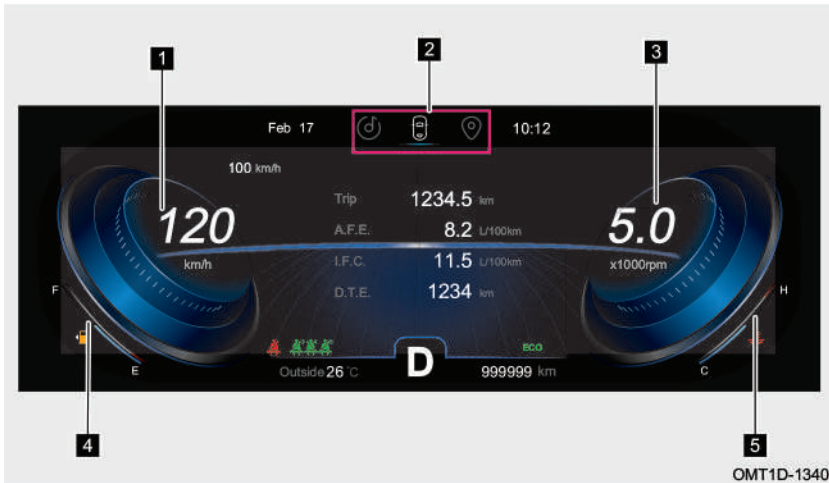 1
2
3
Feb 17
10:12
100 km/h
Trip 1234.5 km
120
A.F.E. 8.2 L/100km
5.0
km/h
I.F.C. 11.5 L/100km
x1000rpm
F
D.T.E. 1234 km
H
ECO
E
Outside 26 °C
D
999999 km
C
4
5
OMT1D-1340